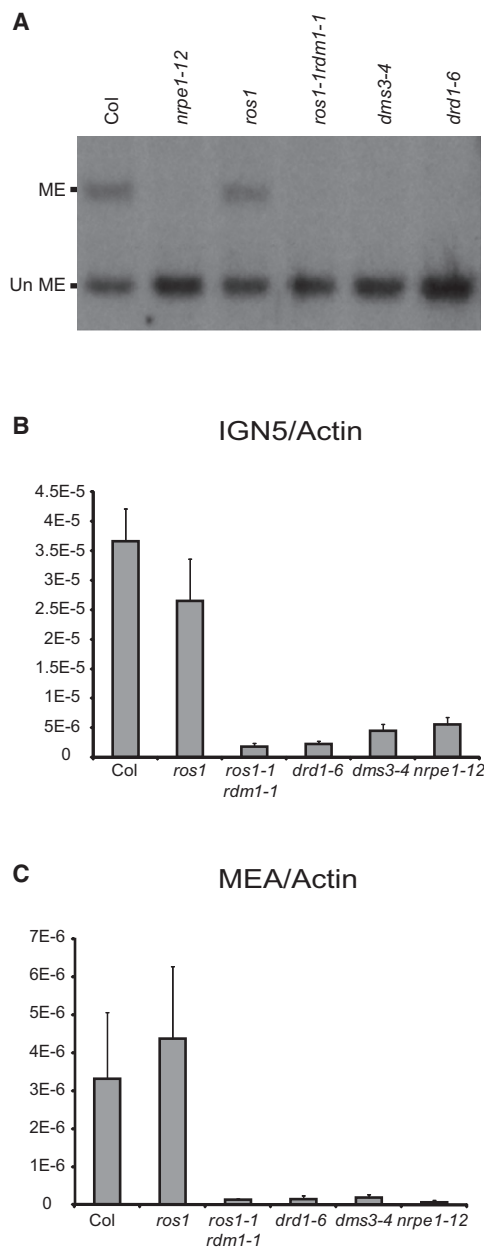 A
Col
nrpe1-12
ros1
ros1-1rdm1-1
dms3-4
drd1-6
ME
Un ME
B
IGN5/Actin
4.5E-5
4E-5
3.5E-5
3E-5
2.5E-5
2E-5
1.5E-5
1E-5
5E-6
0
Col ros1 ros1-1 drd1-6 dms3-4 nrpe1-12
rdm1-1
C
MEA/Actin
7E-6
6E-6
5E-6
4E-6
3E-6
2E-6
1E-6
0
Col ros1 ros1-1 drd1-6 dms3-4 nrpe1-12
rdm1-1